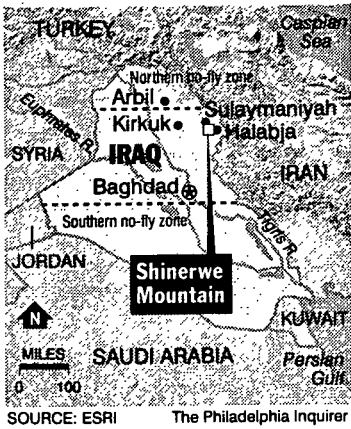 TURKEY
Caspian
Sea
Northern no-fly zone
Arbil
Sulaymaniyah
Kirkuk
Halabja
Euphrates R.
SYRIA
IRAQ
IRAN
Baghdad
Southern no-fly zone
Tigris R.
JORDAN
Shinerwe
Mountain
N
KUWAIT
MILES
SAUDI ARABIA
Persian
Gulf
0 100
SOURCE: ESRI The Philadelphia Inquirer